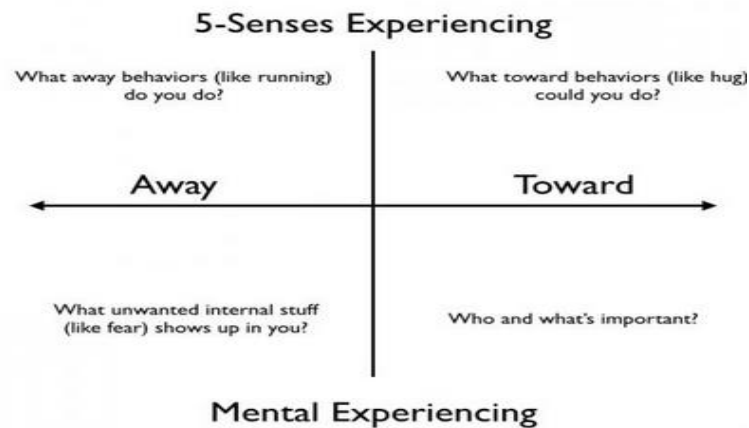 5-Senses Experiencing
What away behaviors (like running)
do you do?
What toward behaviors (like hug)
could you do?
Away
Toward
What unwanted internal stuff
(like fear) shows up in you?
Who and what's important?
Mental Experiencing